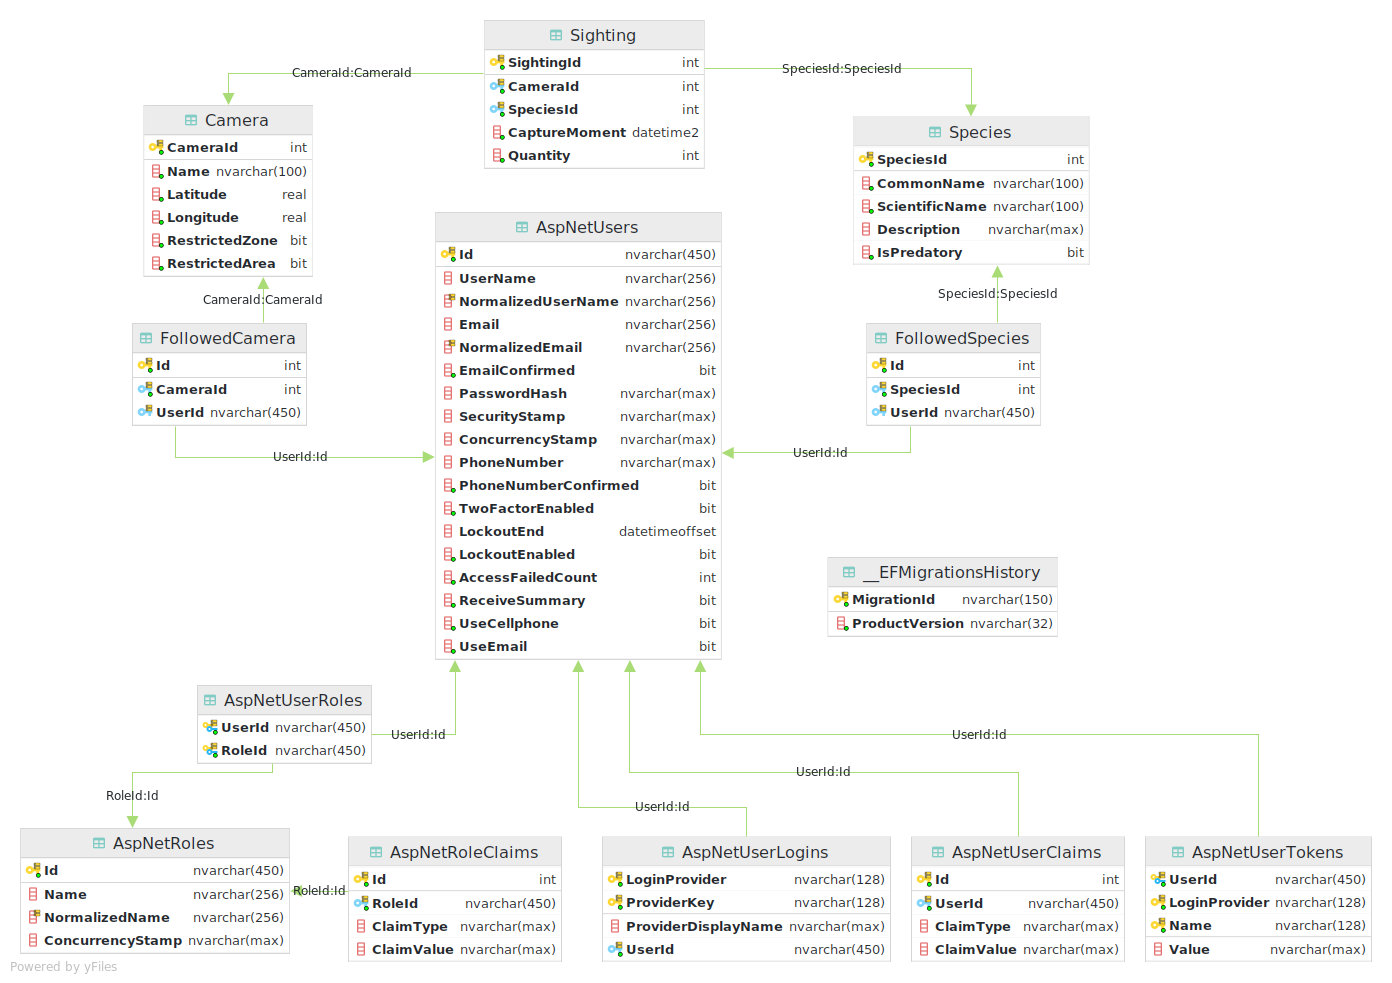 Sighting
SightingId int
CameraId int
SpeciesId int
CaptureMoment datetime2
Quantity int
CameraId:CameraId
SpeciesId:SpeciesId
Camera
CameraId int
Name nvarchar(100)
Latitude real
Longitude real
RestrictedZone bit
RestrictedArea bit
Species
SpeciesId int
CommonName nvarchar(100)
ScientificName nvarchar(100)
Description nvarchar(max)
IsPredatory bit
AspNetUsers
Id nvarchar(450)
UserName nvarchar(256)
NormalizedUserName nvarchar(256)
Email nvarchar(256)
NormalizedEmail nvarchar(256)
EmailConfirmed bit
PasswordHash nvarchar(max)
SecurityStamp nvarchar(max)
ConcurrencyStamp nvarchar(max)
PhoneNumber nvarchar(max)
PhoneNumberConfirmed bit
TwoFactorEnabled bit
LockoutEnd datetimeoffset
LockoutEnabled bit
AccessFailedCount int
ReceiveSummary bit
UseCellphone bit
UseEmail bit
CameraId:CameraId
SpeciesId:SpeciesId
FollowedCamera
Id int
CameraId int
UserId nvarchar(450)
FollowedSpecies
Id int
SpeciesId int
UserId nvarchar(450)
UserId:Id
UserId:Id
__EFMigrationsHistory
MigrationId nvarchar(150)
ProductVersion nvarchar(32)
AspNetUserRoles
UserId nvarchar(450)
RoleId nvarchar(450)
UserId:Id
UserId:Id
UserId:Id
RoleId:Id
UserId:Id
AspNetRoles
Id nvarchar(450)
Name nvarchar(256)
NormalizedName nvarchar(256)
ConcurrencyStamp nvarchar(max)
RoleId:Id
AspNetRoleClaims
Id int
RoleId nvarchar(450)
ClaimType nvarchar(max)
ClaimValue nvarchar(max)
AspNetUserLogins
LoginProvider nvarchar(128)
ProviderKey nvarchar(128)
ProviderDisplayName nvarchar(max)
UserId nvarchar(450)
AspNetUserClaims
Id int
UserId nvarchar(450)
ClaimType nvarchar(max)
ClaimValue nvarchar(max)
AspNetUserTokens
UserId nvarchar(450)
LoginProvider nvarchar(128)
Name nvarchar(128)
Value nvarchar(max)
Powered by yFiles